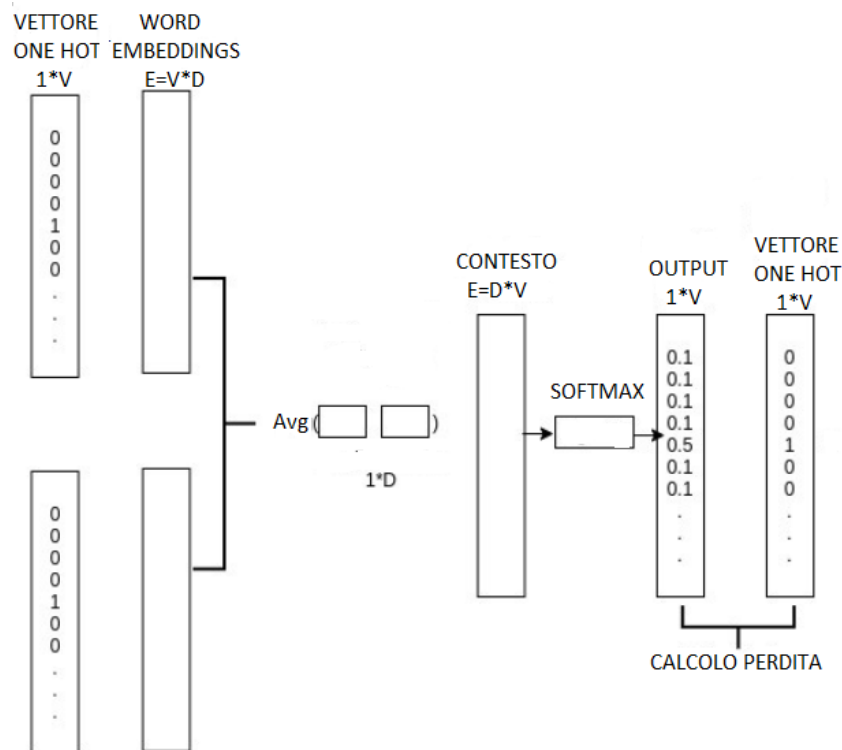 VETTORE
ONE HOT
1*V
WORD
EMBEDDINGS
E=V*D
0
0
0
0
1
0
0
.
.
.
0
0
0
0
1
0
0
.
.
.
Avg ( )
1*D
CONTESTO
E=D*V
SOFTMAX
OUTPUT
1*V
0.1
0.1
0.1
0.1
0.5
0.1
0.1
.
.
.
VETTORE
ONE HOT
1*V
0
0
0
0
1
0
0
.
.
.
CALCOLO PERDITA